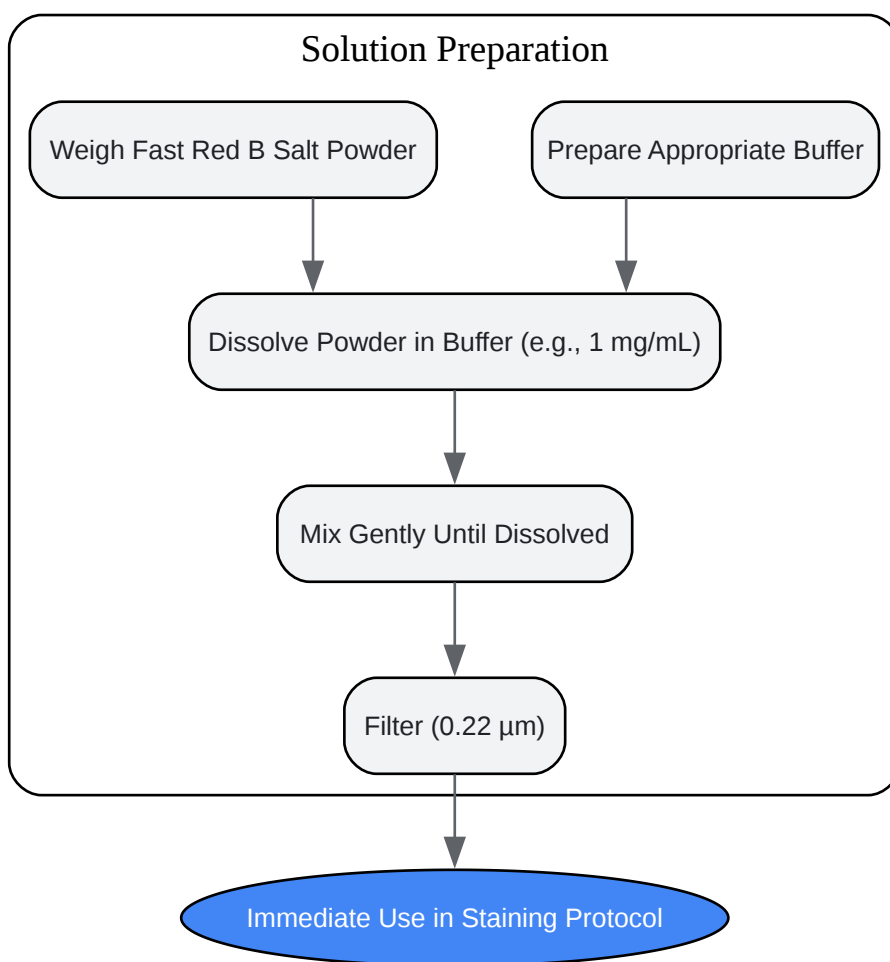 Solution Preparation
Weigh Fast Red B Salt Powder
Prepare Appropriate Buffer
Dissolve Powder in Buffer (e.g., 1 mg/mL)
Mix Gently Until Dissolved
Filter (0.22 µm)
Immediate Use in Staining Protocol